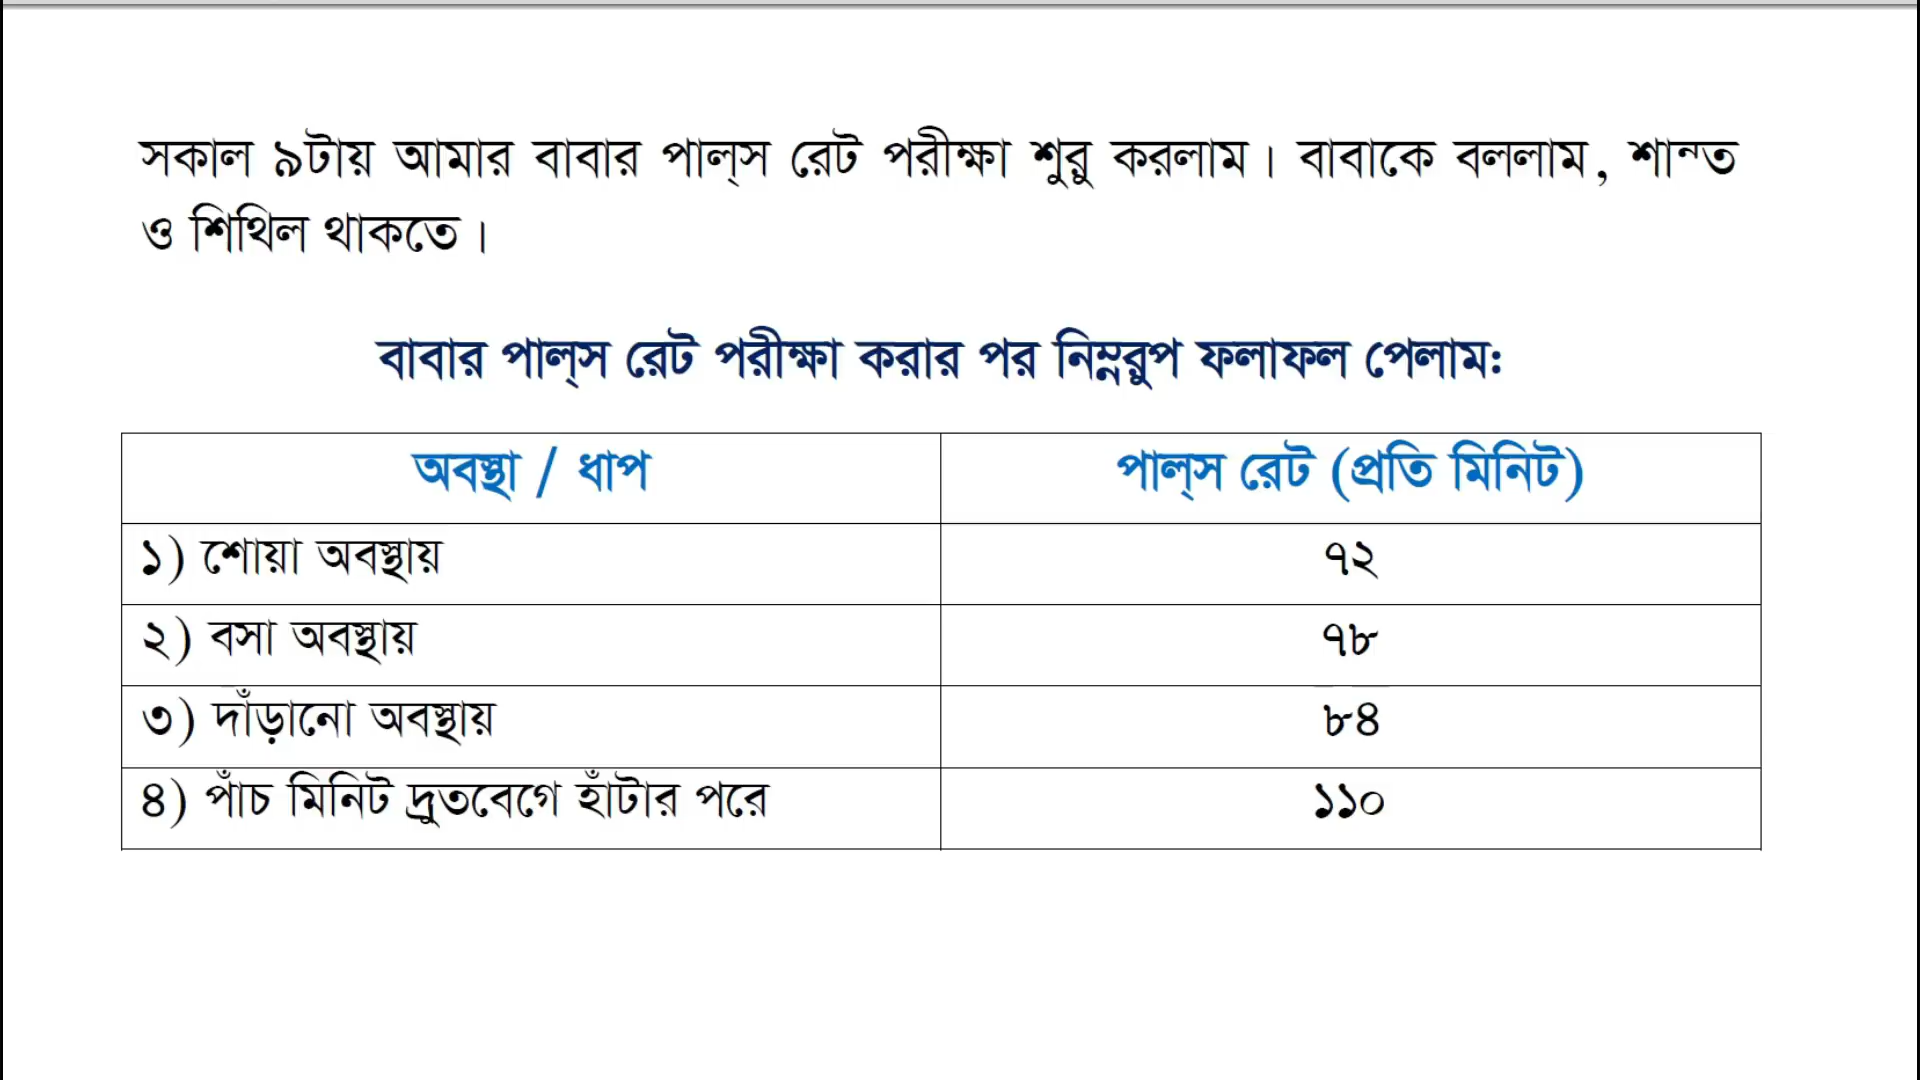 সকাল ৯টায় আমার বাবার পাল্‌স রেট পরীক্ষা শুরু করলাম। বাবাকে বললাম, শান্ত
ও শিথিল থাকতে।
বাবার পাল্‌স রেট পরীক্ষা করার পর নিম্নরুপ ফলাফল পেলাম:
অবস্থা / ধাপ পাল্‌স রেট (প্রতি মিনিট)
১) শোয়া অবস্থায় ৭২
২) বসা অবস্থায় ৭৮
৩) দাঁড়ানো অবস্থায় ৮৪
৪) পাঁচ মিনিট দ্রুতবেগে হাঁটার পরে ১১০